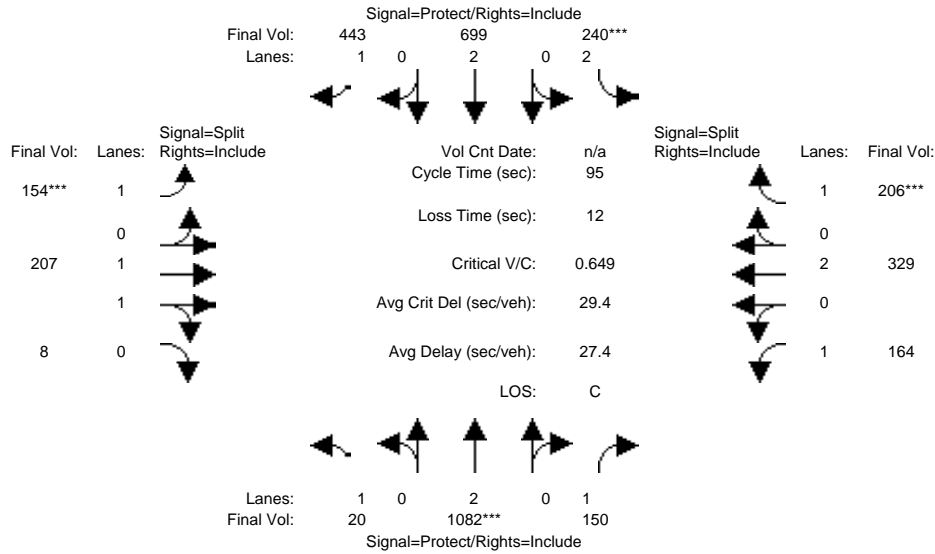 Signal=Protect/Rights=Include
Final Vol: 443 699 240***
Lanes: 1 0 2 0 2
Signal=Split Signal=Split
Final Vol: Lanes: Rights=Include Vol Cnt Date: n/a Rights=Include Lanes: Final Vol:
Cycle Time (sec): 95
154*** 1 1 206***
Loss Time (sec): 12
0 0
207 1 Critical V/C: 0.649 2 329
1 Avg Crit Del (sec/veh): 29.4 0
8 0 Avg Delay (sec/veh): 27.4 1 164
LOS: C
Lanes: 1 0 2 0 1
Final Vol: 20 1082*** 150
Signal=Protect/Rights=Include